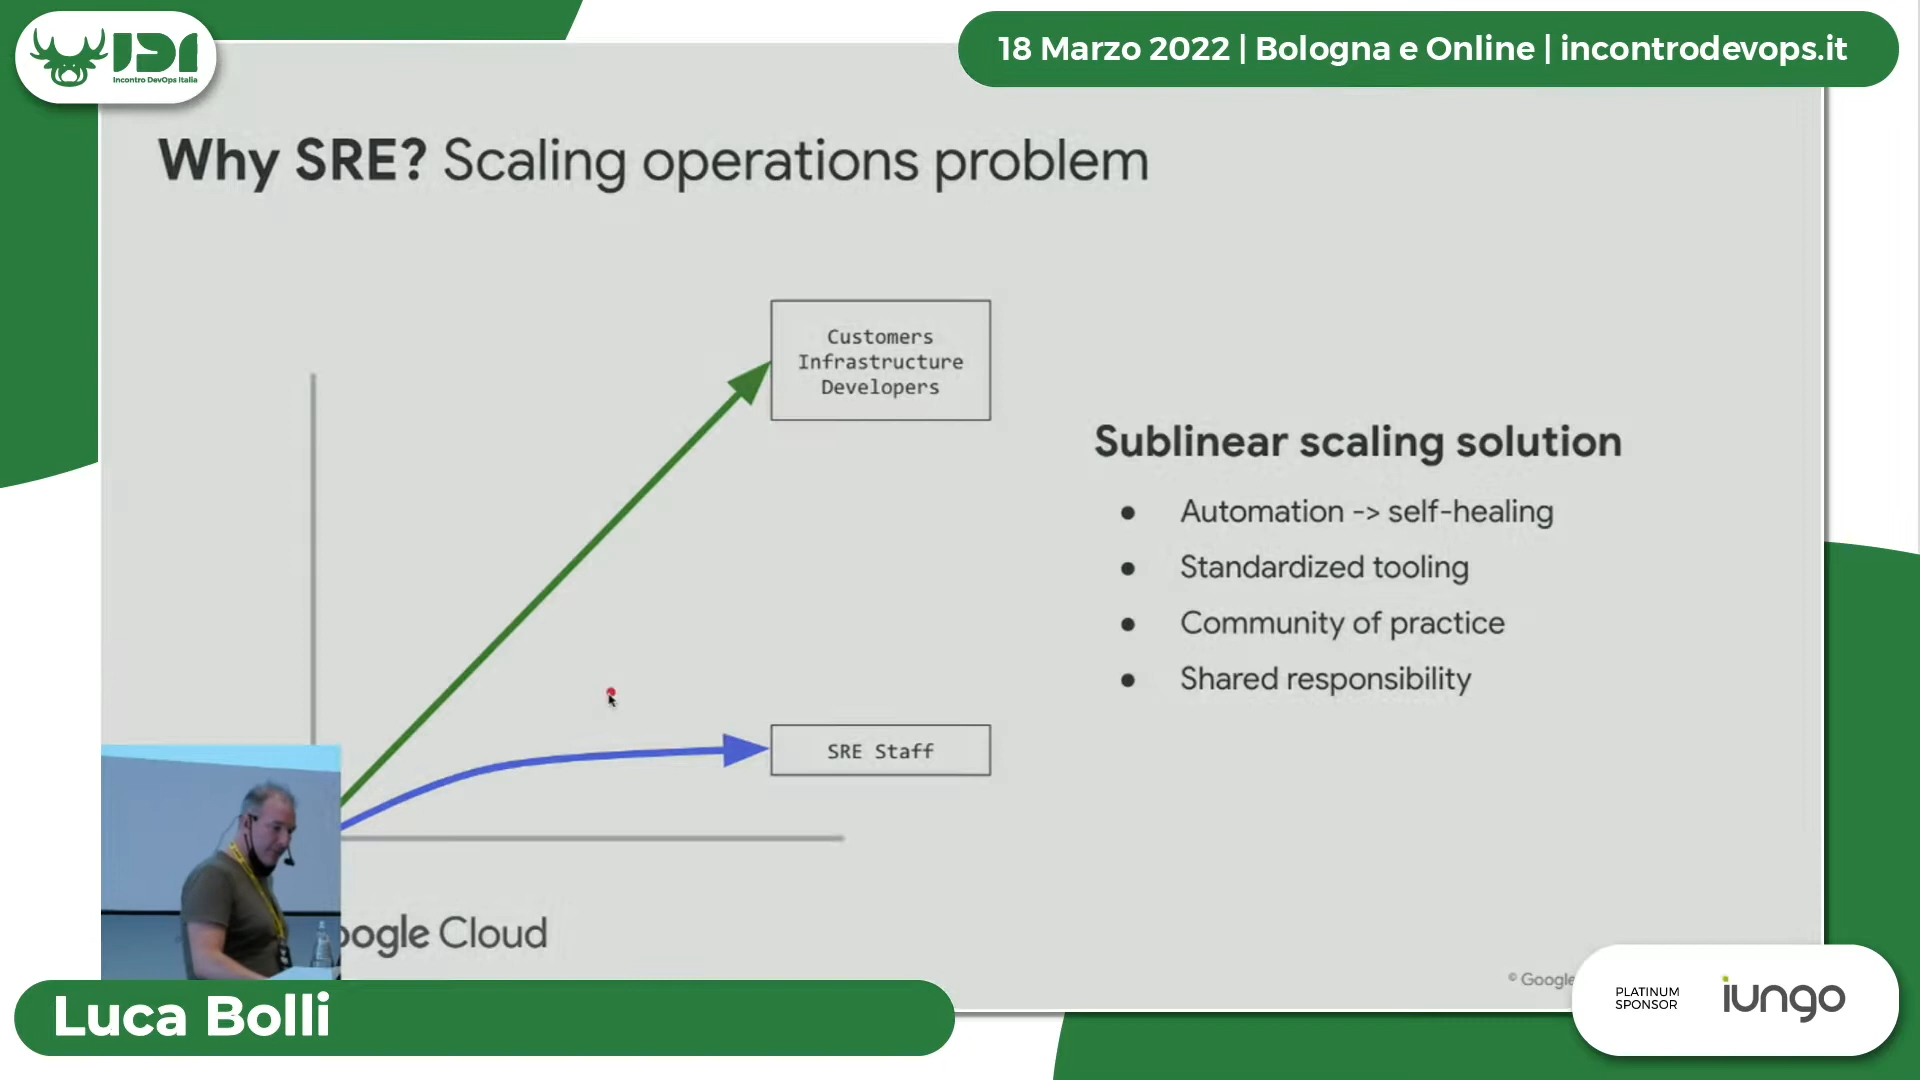 JDI
Incontro DevOps Italia
18 Marzo 2022 | Bologna e Online | incontrodevops.it
Why SRE? Scaling operations problem
Customers
Infrastructure
Developers
SRE Staff
Sublinear scaling solution
● Automation -> self-healing
● Standardized tooling
● Community of practice
● Shared responsibility
oogle Cloud
© Google
Luca Bolli
PLATINUM
SPONSOR
iungo